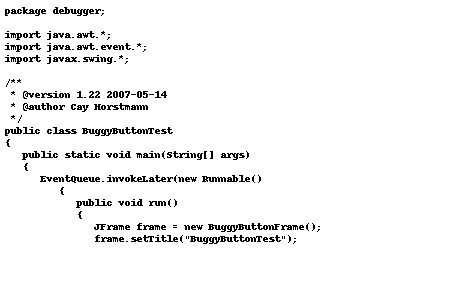 package debugger;

import java.awt.*;
import java.awt.event.*;
import javax.swing.*;

/**
 * @version 1.22 2007-05-14
 * @author Cay Horstmann
 */
public class BuggyButtonTest
{
   public static void main(String[] args)
   {
      EventQueue.invokeLater(new Runnable()
         {
            public void run()
            {
               JFrame frame = new BuggyButtonFrame();
               frame.setTitle("BuggyButtonTest");